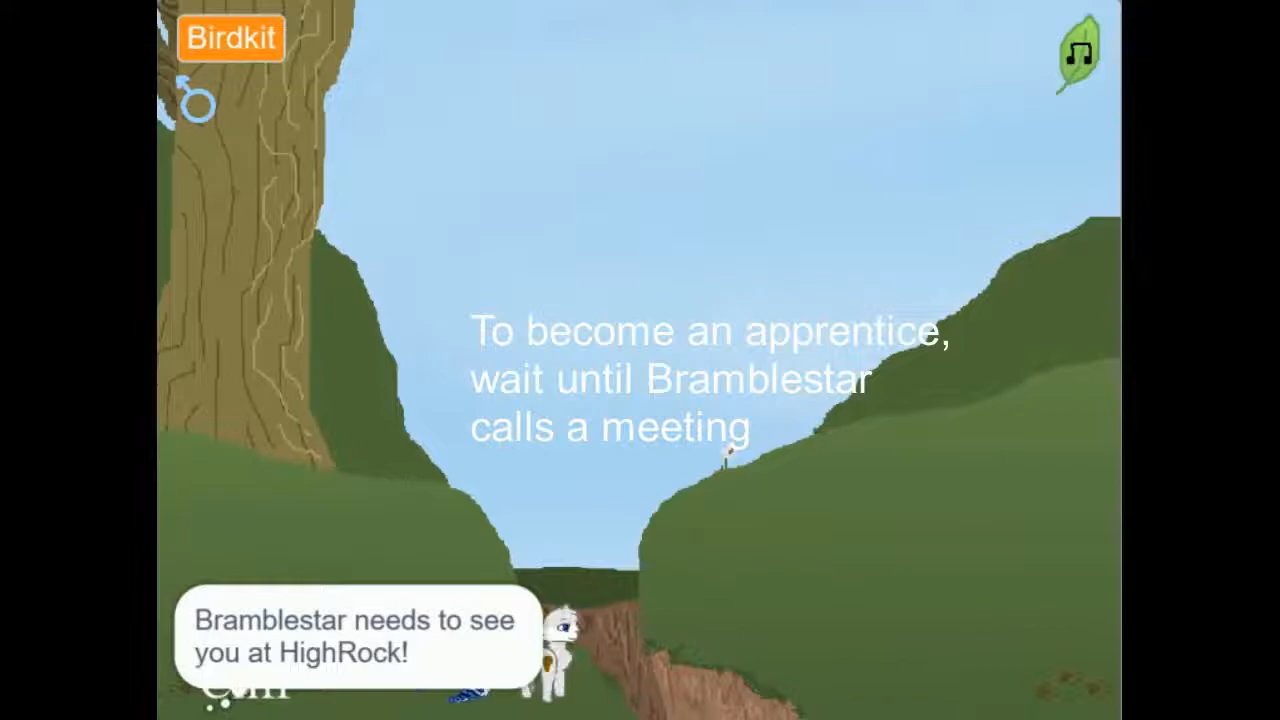 Birdkit
To become an apprentice,
wait until Bramblestar
calls a meeting
Bramblestar needs to see
you at HighRock!